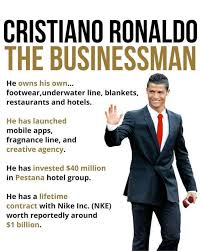 CRISTIANO RONALDO
THE BUSINESSMAN
He owns his own...
footwear,underwater line, blankets,
restaurants and hotels.
He has launched
mobile apps,
fragnance line, and
creative agency.
He has invested $40 million
in Pestana hotel group.
He has a lifetime
contract with Nike Inc. (NKE)
worth reportedly around
$1 billion.